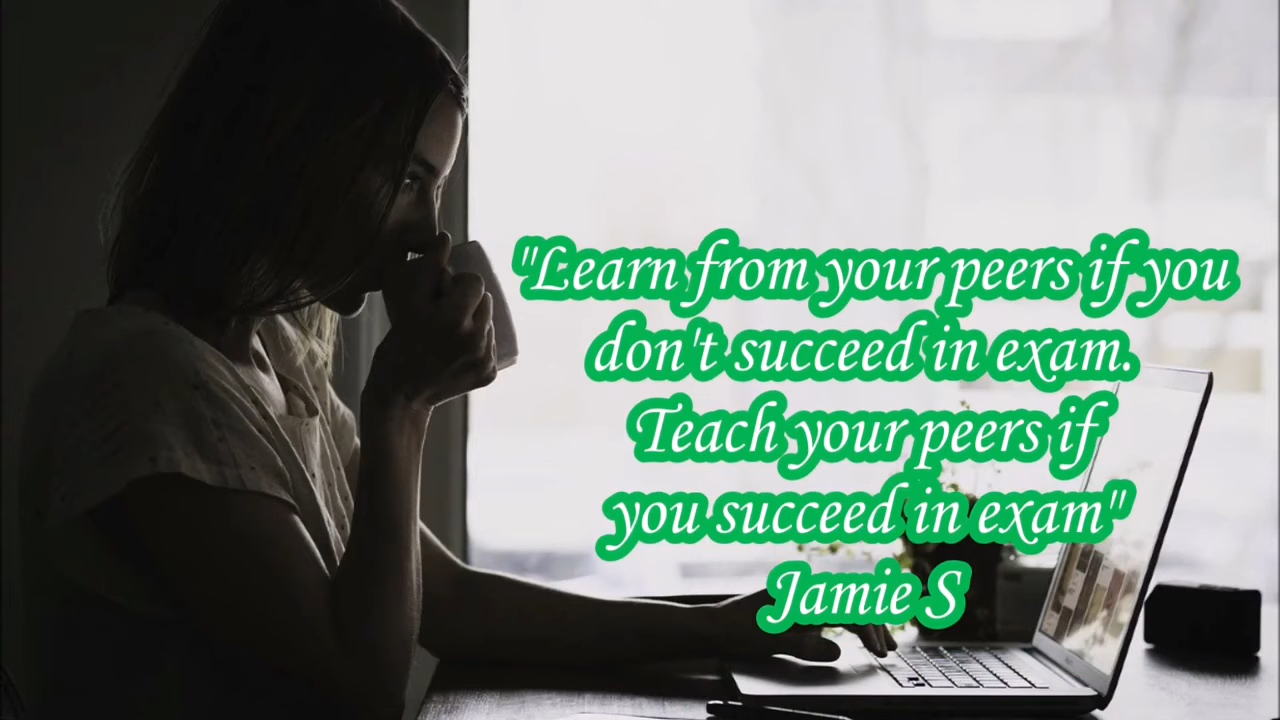 "Learn from your peers if you
don't succeed in exam.
Teach your peers if
you succeed in exam"
Jamie S